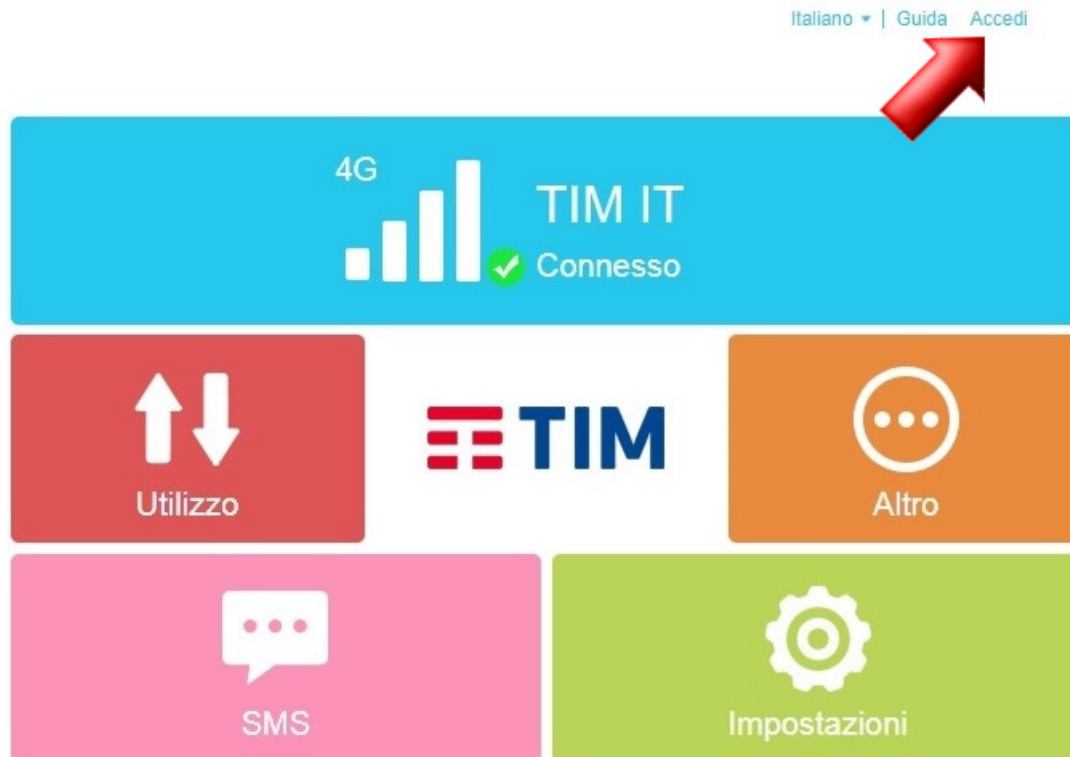 Italiano | Guida Accedi
4G
TIM IT
Connesso
Utilizzo
TIM
Altro
SMS
Impostazioni